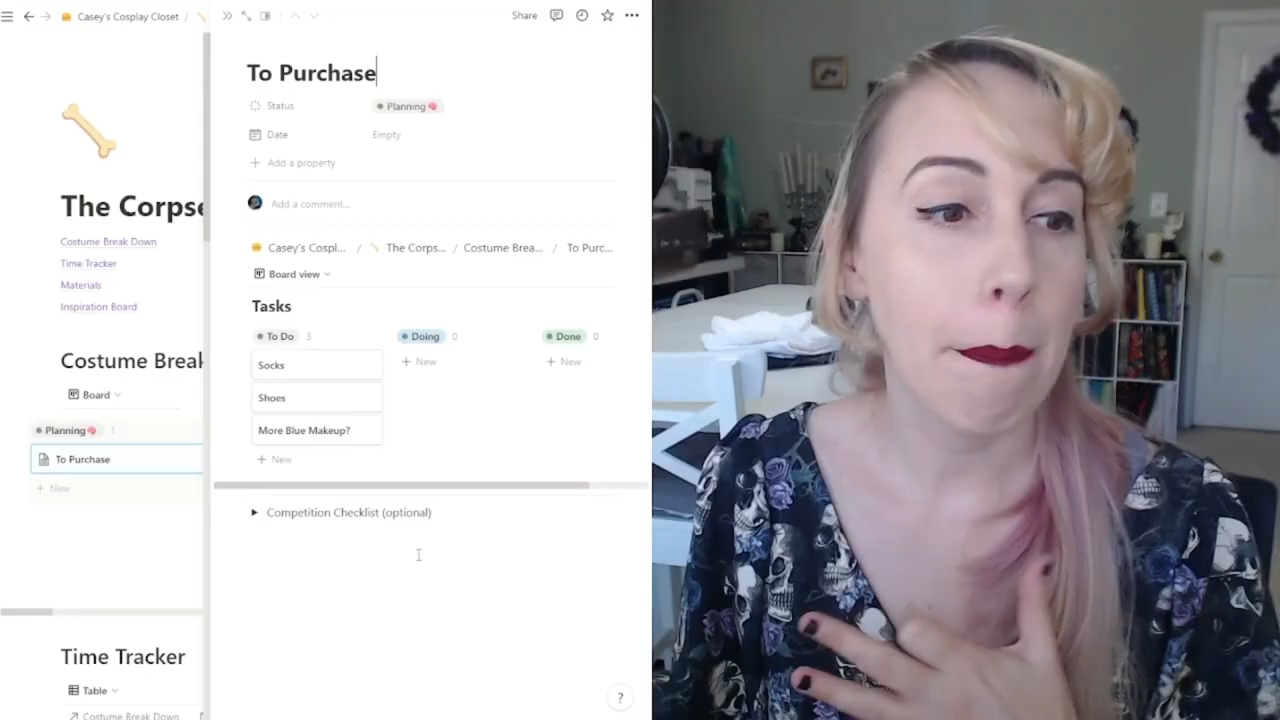 Casey's Cosplay Closet /
Share
The Corpse
Costume Break Down
Time Tracker
Materials
Inspiration Board
Costume Break
Board
Planning 1
To Purchase
+ New
Time Tracker
Table
Costume Break Down
To Purchase
Status Planning
Date Empty
+ Add a property
Add a comment...
Casey's Cospl... / The Corps... / Costume Brea... / To Purc...
Board view
Tasks
To Do 3 Doing 0 Done 0
Socks + New + New
Shoes
More Blue Makeup?
+ New
Competition Checklist (optional)
?